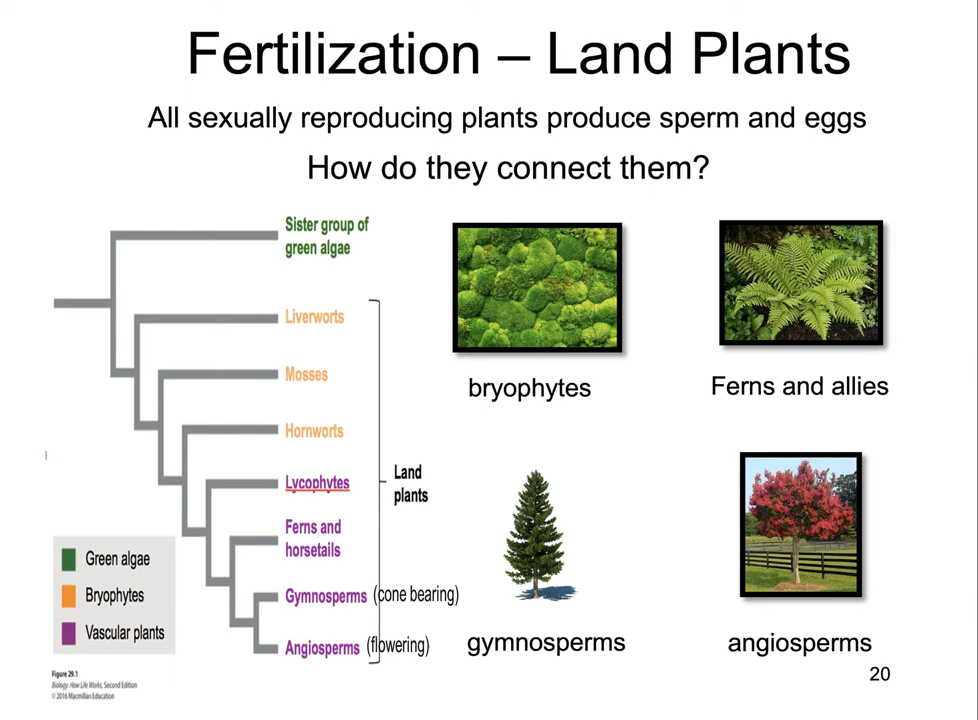 Fertilization – Land Plants
All sexually reproducing plants produce sperm and eggs
How do they connect them?
Sister group of
green algae
Liverworts
Mosses
Hornworts
Lycophytes
Ferns and
horsetails
Gymnosperms (cone bearing)
Angiosperms (flowering)
Land
plants
Green algae
Bryophytes
Vascular plants
bryophytes
Ferns and allies
gymnosperms
angiosperms
Figure 29.1
Biology: How Life Works, Second Edition
© 2016 Macmillan Education
20